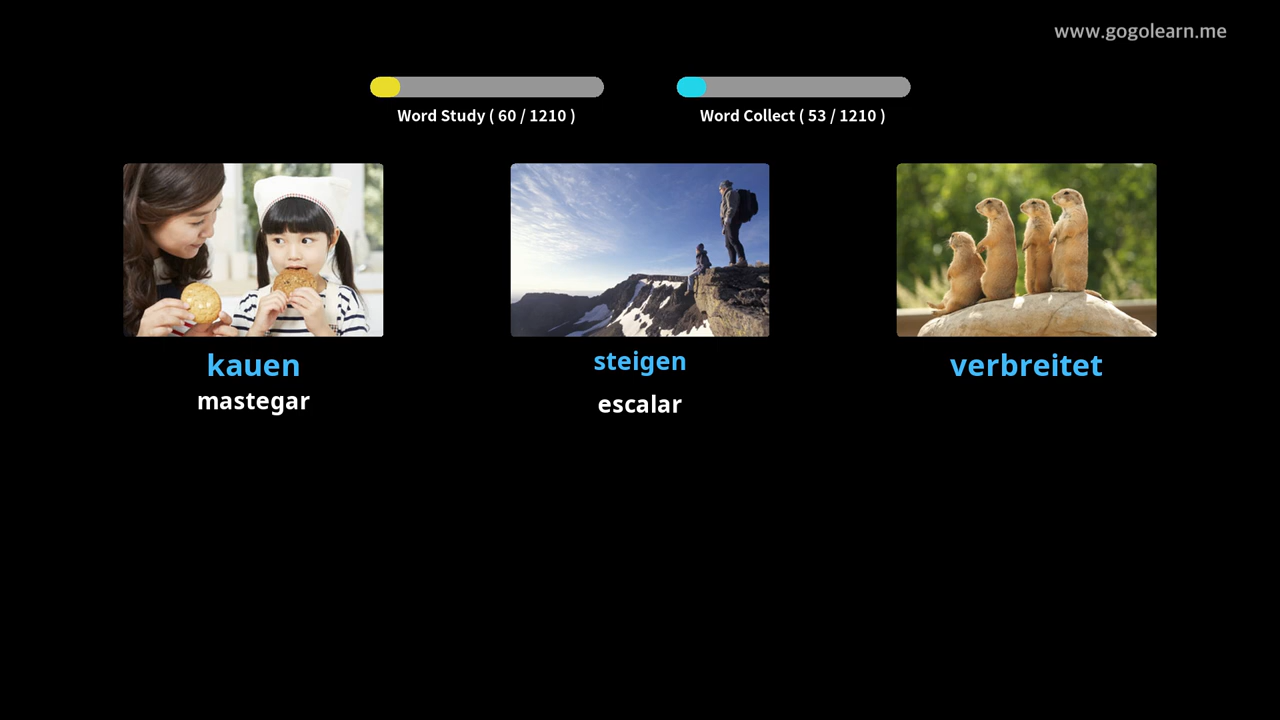 www.gogolearn.me
Word Study ( 60 / 1210 )
Word Collect ( 53 / 1210 )
kauen
steigen
verbreitet
mastegar
escalar